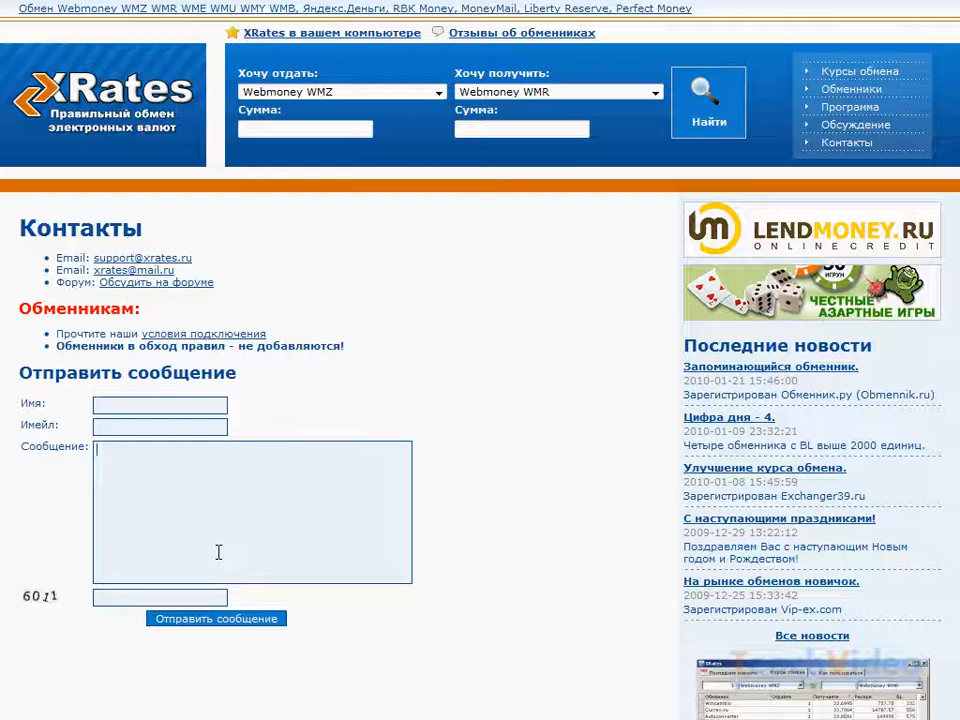 Обмен Webmoney WMZ WMR WME WMU WMY WMB, Яндекс.Деньги, RBK Money, MoneyMail, Liberty Reserve, Perfect Money
XRates в вашем компьютере
Отзывы об обменниках
XRates
Правильный обмен
электронных валют
Хочу отдать:
Хочу получить:
Webmoney WMZ
Webmoney WMR
Сумма:
Сумма:
Найти
Курсы обмена
Обменники
Программа
Обсуждение
Контакты
Контакты
Email: support@xrates.ru
Email: xrates@mail.ru
Форум: Обсудить на форуме
Обменникам:
Прочтите наши условия подключения
Обменники в обход правил - не добавляются!
Отправить сообщение
Имя:
Имейл:
Сообщение:
6011
Отправить сообщение
LENDMONEY.RU
ONLINE CREDIT
ЧЕСТНЫЕ
АЗАРТНЫЕ ИГРЫ
Последние новости
Запоминающийся обменник.
2010-01-21 15:46:00
Зарегистрирован Обменник.ру (Obmennik.ru)
Цифра дня - 4.
2010-01-09 23:32:21
Четыре обменника с BL выше 2000 единиц.
Улучшение курса обмена.
2010-01-08 15:45:59
Зарегистрирован Exchanger39.ru
С наступающими праздниками!
2009-12-29 13:22:12
Поздравляем Вас с наступающим Новым
годом и Рождеством!
На рынке обменов новичок.
2009-12-25 15:33:42
Зарегистрирован Vip-ex.com
Все новости
XRates